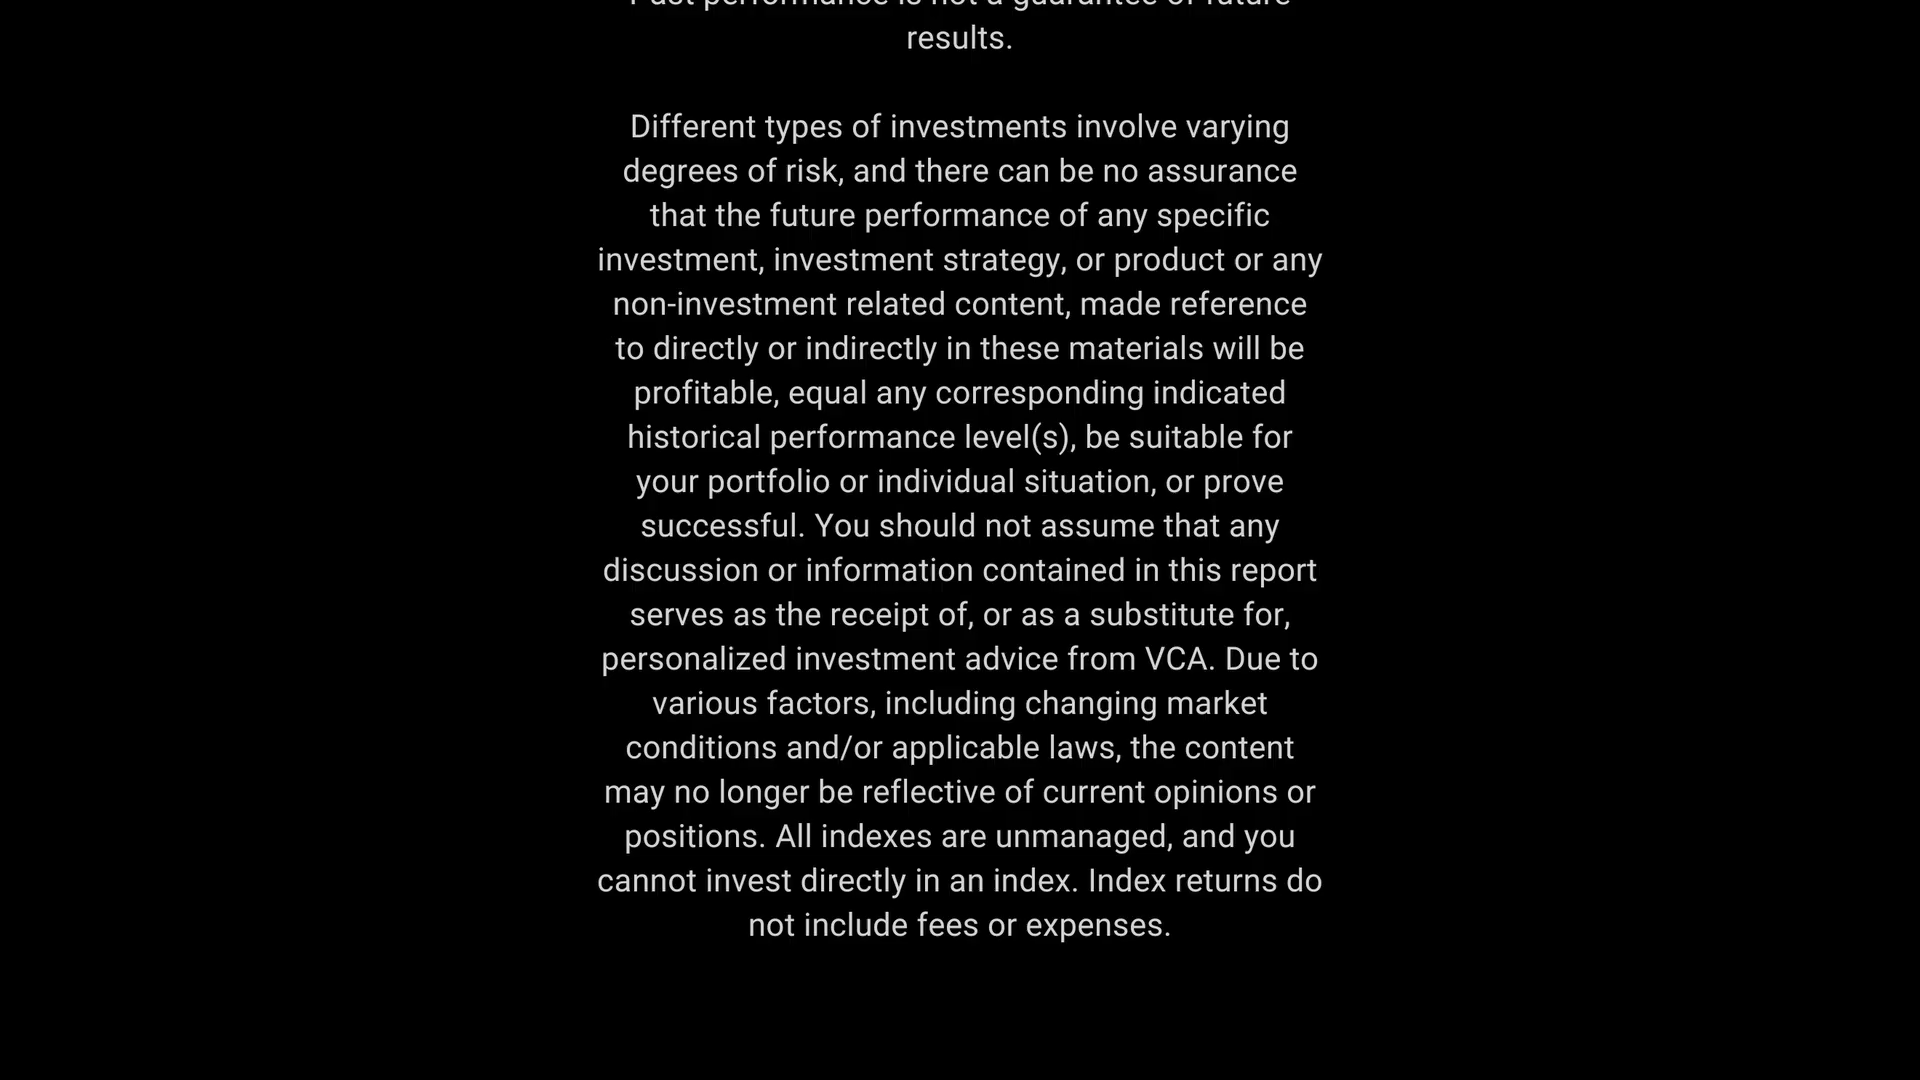 Past performance is not a guarantee of future
results.
Different types of investments involve varying
degrees of risk, and there can be no assurance
that the future performance of any specific
investment, investment strategy, or product or any
non-investment related content, made reference
to directly or indirectly in these materials will be
profitable, equal any corresponding indicated
historical performance level(s), be suitable for
your portfolio or individual situation, or prove
successful. You should not assume that any
discussion or information contained in this report
serves as the receipt of, or as a substitute for,
personalized investment advice from VCA. Due to
various factors, including changing market
conditions and/or applicable laws, the content
may no longer be reflective of current opinions or
positions. All indexes are unmanaged, and you
cannot invest directly in an index. Index returns do
not include fees or expenses.